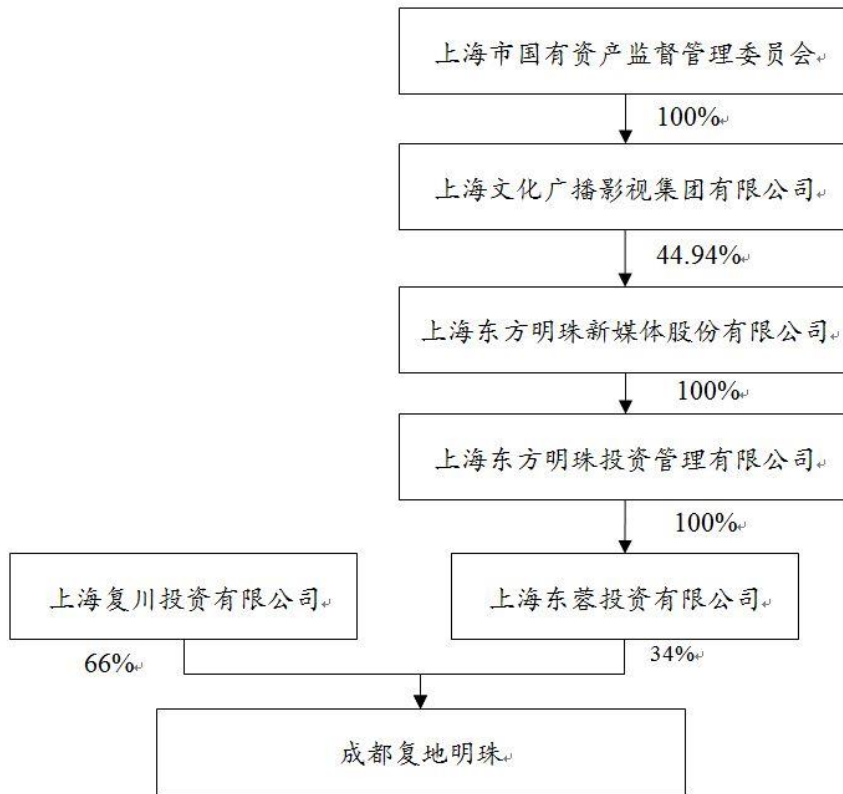 上海市国有资产监督管理委员会
100%
上海文化广播影视集团有限公司
44.94%
上海东方明珠新媒体股份有限公司
100%
上海东方明珠投资管理有限公司
100%
上海复川投资有限公司
上海东蓉投资有限公司
66%
34%
成都复地明珠